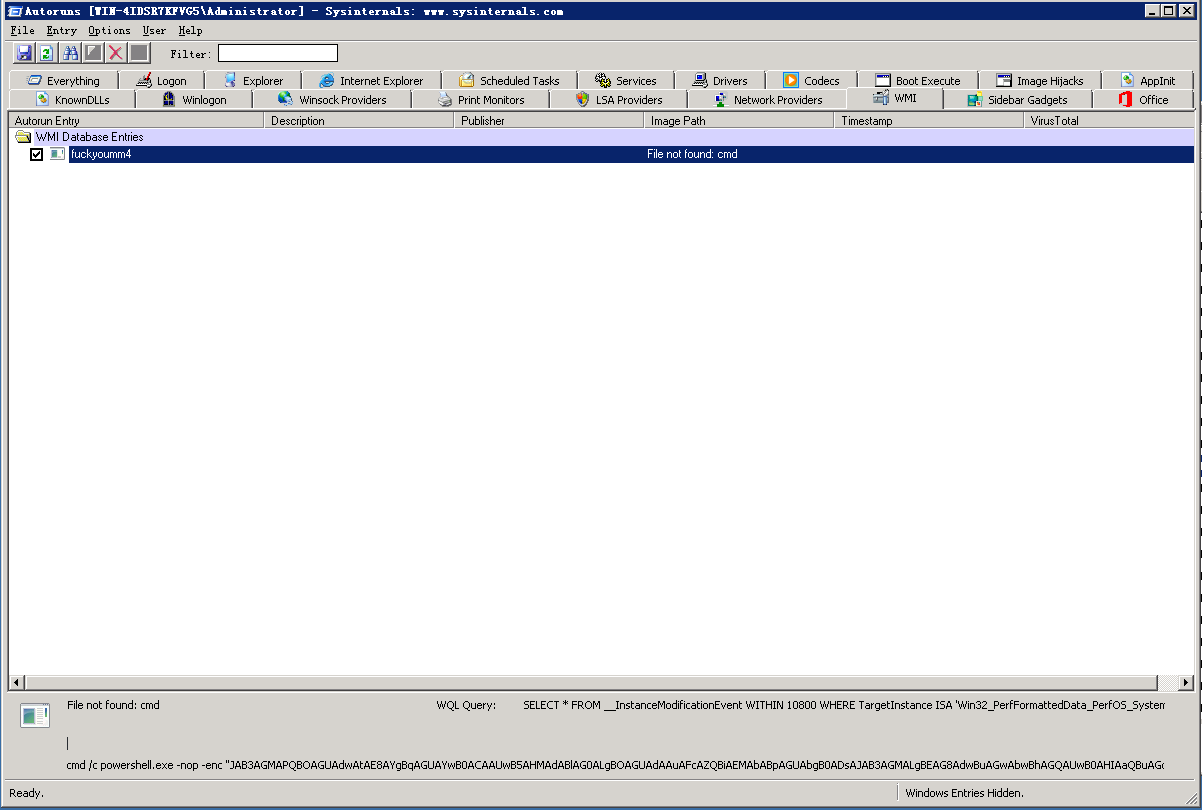 Autoruns [WIN-4IDSR7KFVG5\Administrator] - Sysinternals: www.sysinternals.com
File Entry Options User Help
Filter:
Everything Logon Explorer Internet Explorer Scheduled Tasks Services Drivers Codecs Boot Execute Image Hijacks AppInit
KnownDLLs Winlogon Winsock Providers Print Monitors LSA Providers Network Providers WMI Sidebar Gadgets Office
Autorun Entry Description Publisher Image Path Timestamp VirusTotal
WMI Database Entries
fuckyoumm4 File not found: cmd
File not found: cmd WQL Query: SELECT * FROM __InstanceModificationEvent WITHIN 10800 WHERE TargetInstance ISA 'Win32_PerfFormattedData_PerfOS_System
cmd /c powershell.exe -nop -enc
Ready. Windows Entries Hidden.